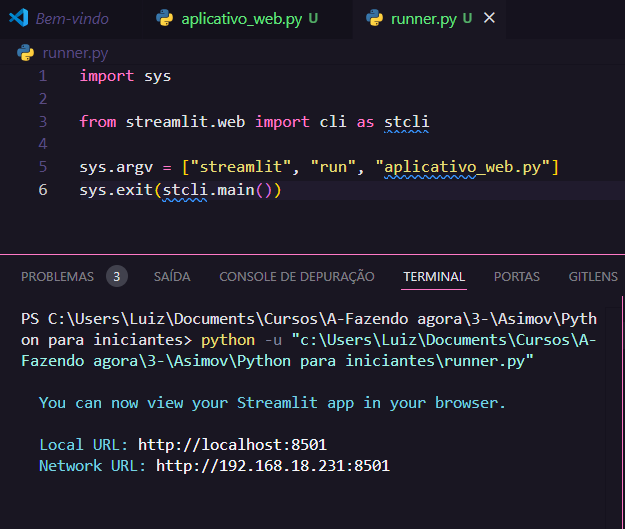 Bem-vindo aplicativo_web.py U runner.py U
runner.py
1 import sys
2
3 from streamlit.web import cli as stcli
4
5 sys.argv = ["streamlit", "run", "aplicativo_web.py"]
6 sys.exit(stcli.main())
PROBLEMAS 3 SAÍDA CONSOLE DE DEPURAÇÃO TERMINAL PORTAS GITLENS
PS C:\Users\Luiz\Documents\Cursos\A-Fazendo agora\3-\Asimov\Pyth
on para iniciantes> python -u "c:\Users\Luiz\Documents\Cursos\A-
Fazendo agora\3-\Asimov\Python para iniciantes\runner.py"
You can now view your Streamlit app in your browser.
Local URL: http://localhost:8501
Network URL: http://192.168.18.231:8501